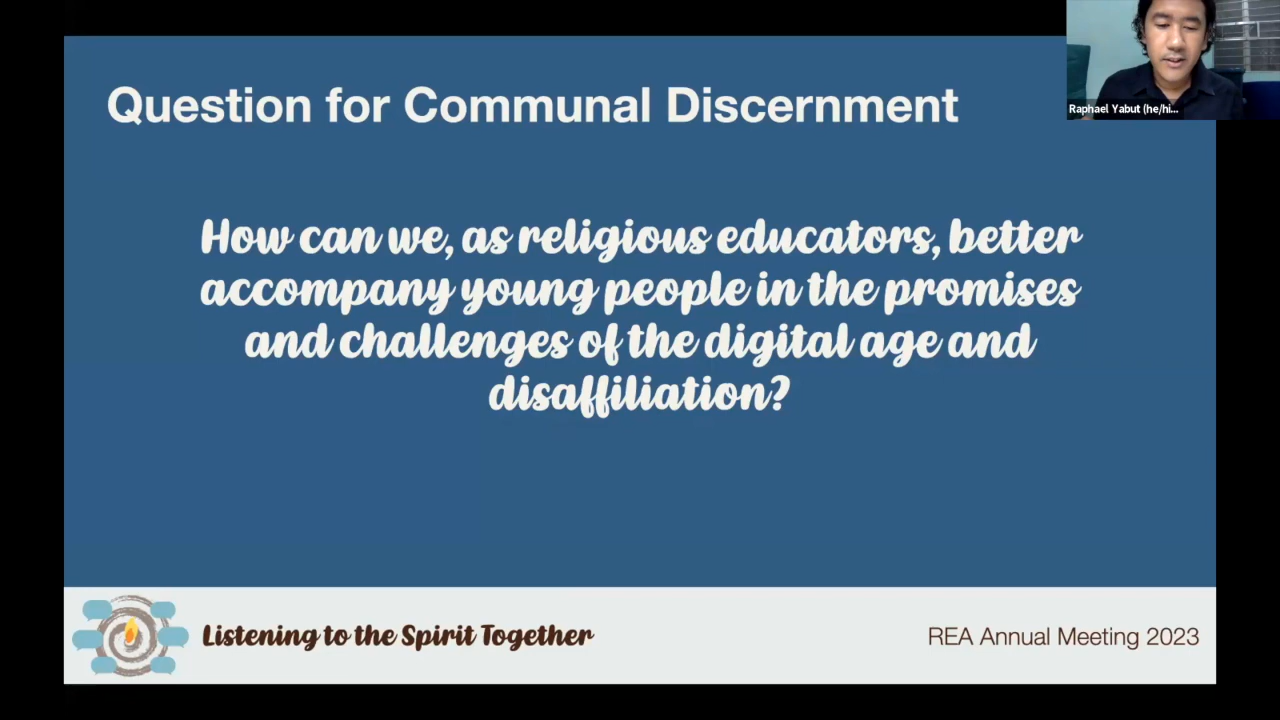 Question for Communal Discernment
Raphael Yabut (he/hi...
How can we, as religious educators, better
accompany young people in the promises
and challenges of the digital age and
disaffiliation?
Listening to the Spirit Together
REA Annual Meeting 2023